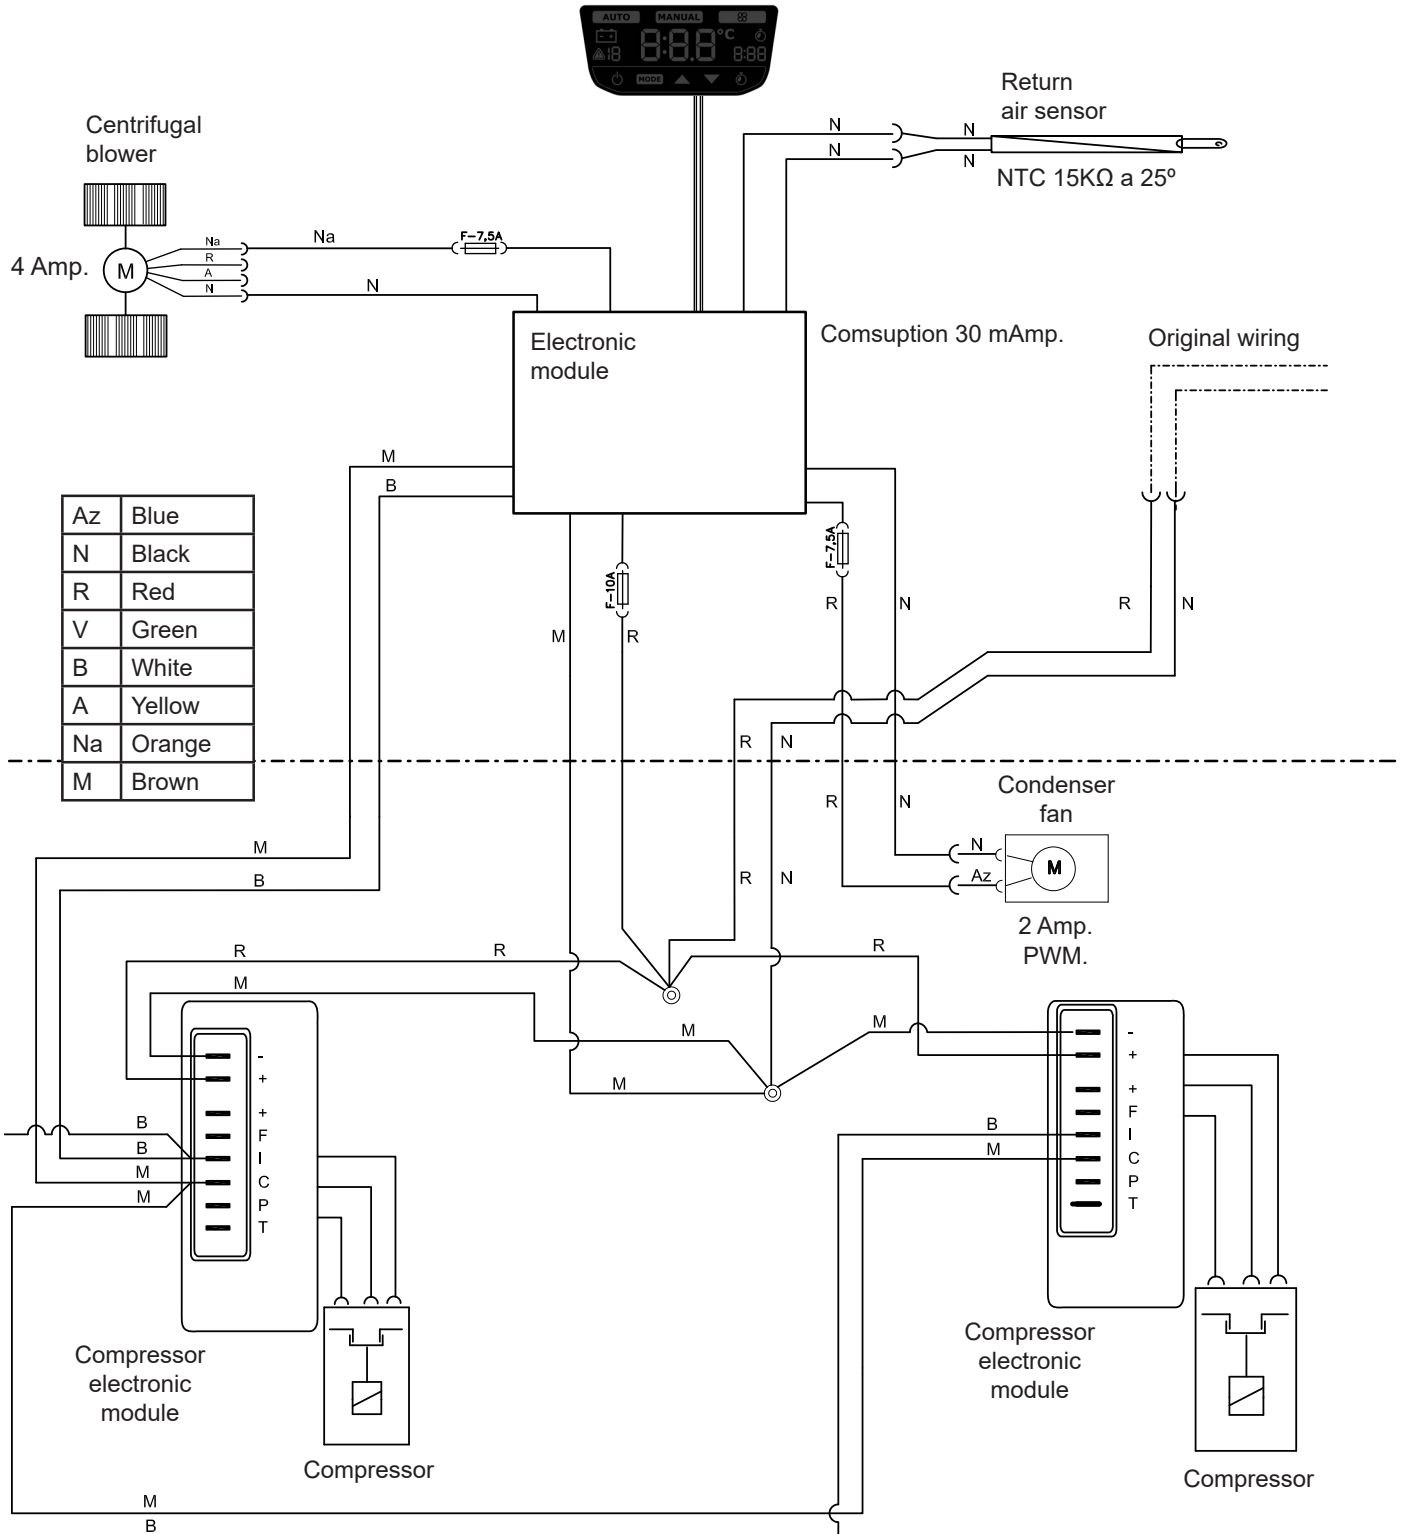 AUTO MANUAL
8:8.8 °C
18 8:88
MODE
Return
air sensor
N
N
N
N
NTC 15KΩ a 25º
Centrifugal
blower
4 Amp.
M
Na
R
A
N
Na
F-7,5A
N
Electronic
module
Comsuption 30 mAmp.
Original wiring
M
B
Az Blue
N Black
R Red
V Green
B White
A Yellow
Na Orange
M Brown
F-10A
F-7,5A
M
R
R
N
R
N
R
N
R
N
Condenser
fan
N
Az
M
2 Amp.
PWM.
M
B
R
N
R
R
R
M
M
M
M
-
+
+
F
I
C
P
T
B
B
M
M
-
+
+
F
I
C
P
T
B
M
Compressor
electronic
module
Compressor
Compressor
electronic
module
Compressor
M
B